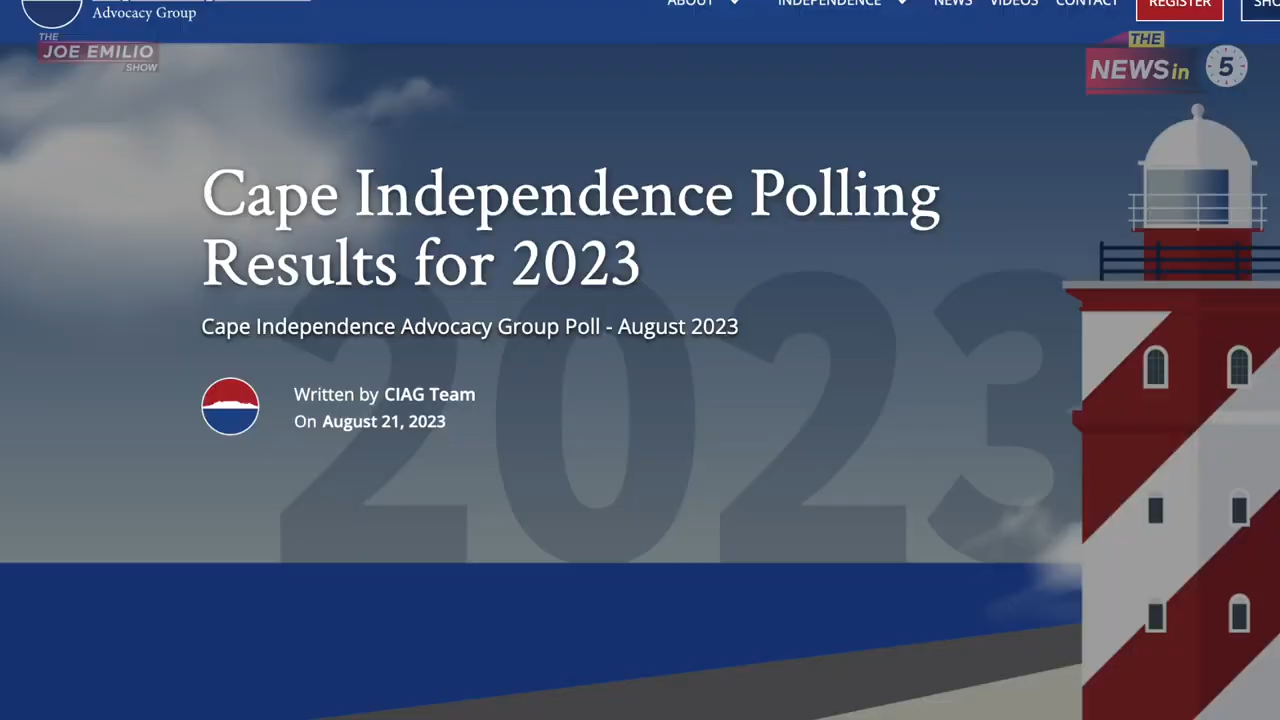 Advocacy Group
ABOUT INDEPENDENCE NEWS VIDEOS CONTACT REGISTER
THE
JOE EMILIO
SHOW
THE
NEWS in 5
Cape Independence Polling
Results for 2023
Cape Independence Advocacy Group Poll - August 2023
Written by CIAG Team
On August 21, 2023
2023